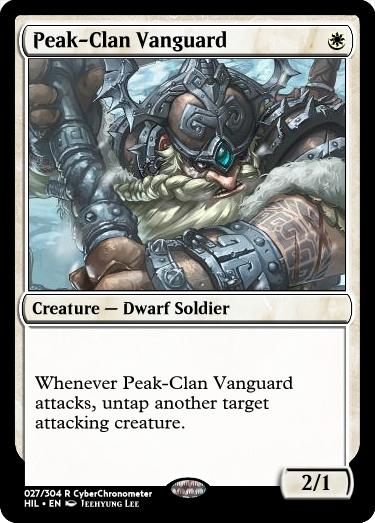 Peak-Clan Vanguard
Creature — Dwarf Soldier
Whenever Peak-Clan Vanguard
attacks, untap another target
attacking creature.
2/1
027/304 R CyberChronometer
HIL • EN Jeehyung Lee